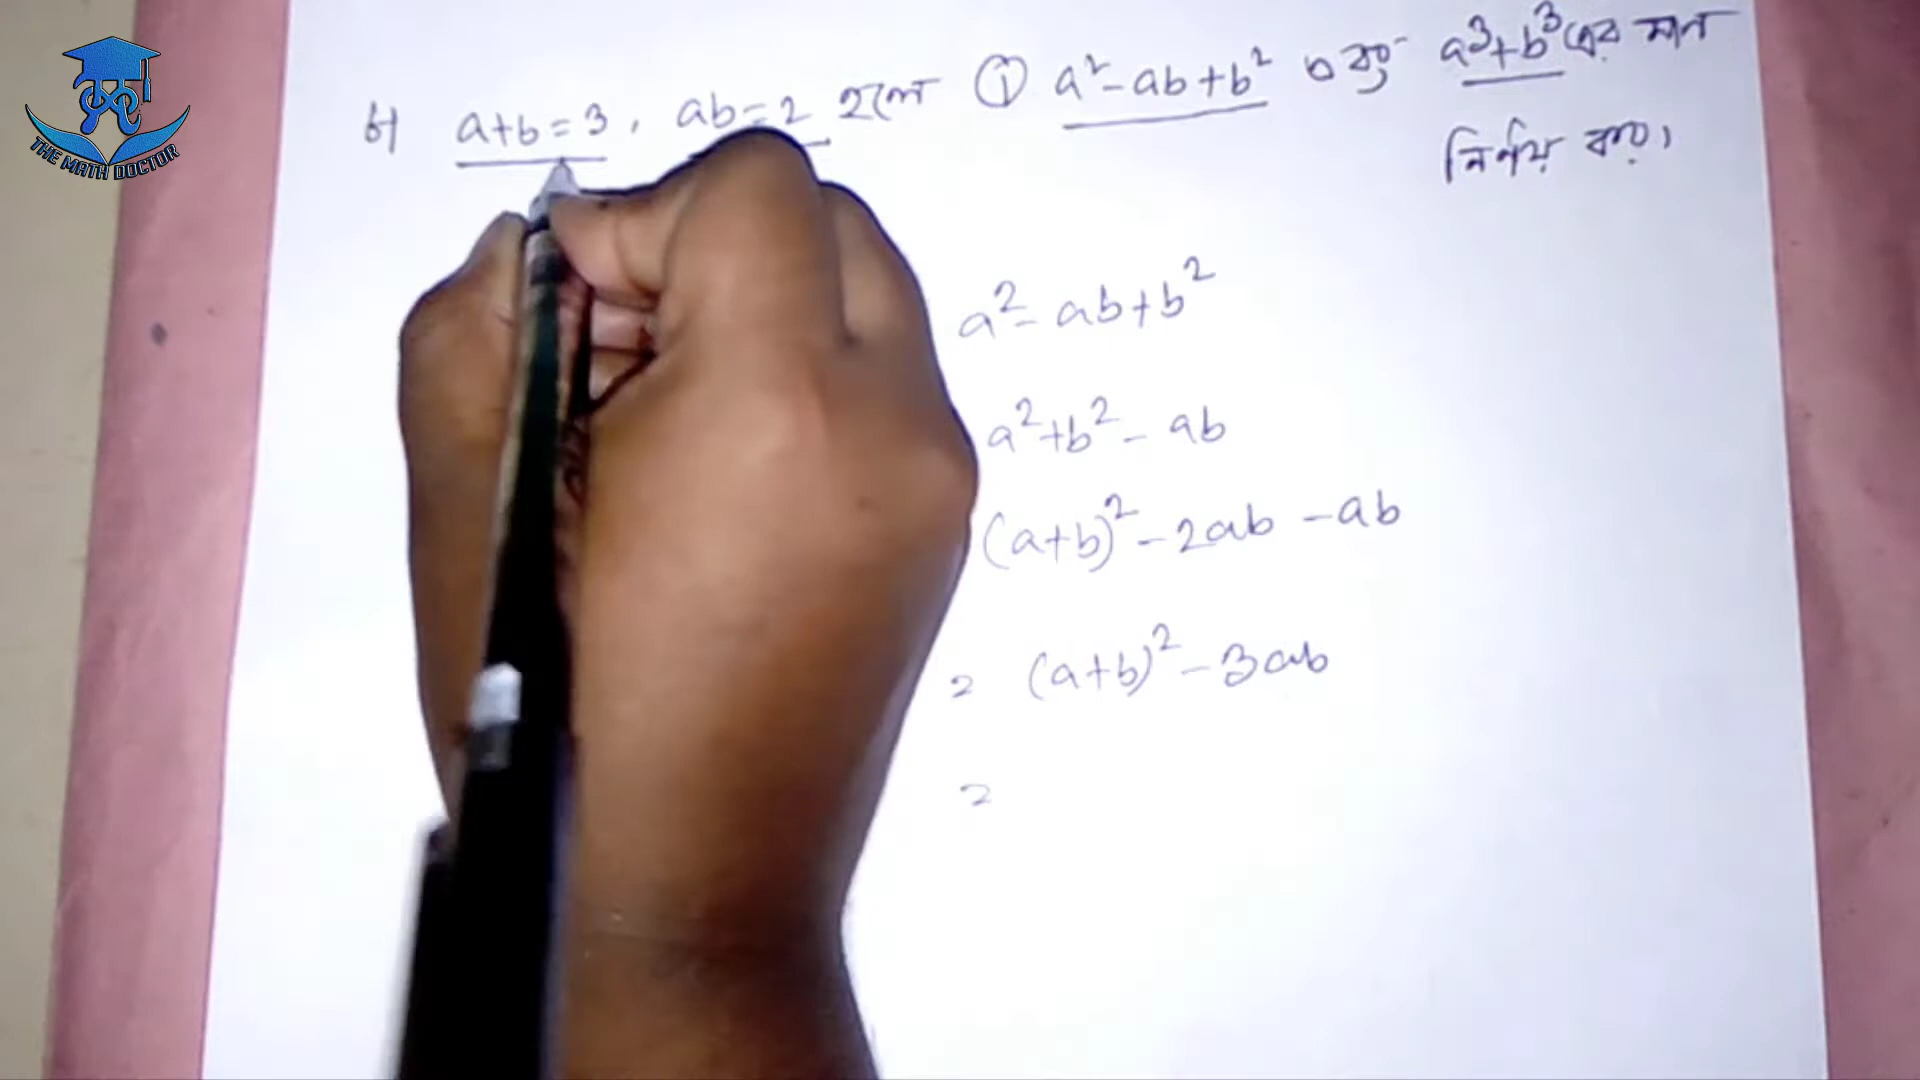 THE MATH DOCTOR
৮। a+b=3, ab=2 হলে ① a²-ab+b² এবং a³+b³ এর মান
নির্ণয় কর।
a²-ab+b²
a²+b²-ab
(a+b)²-2ab-ab
= (a+b)²-3ab
=